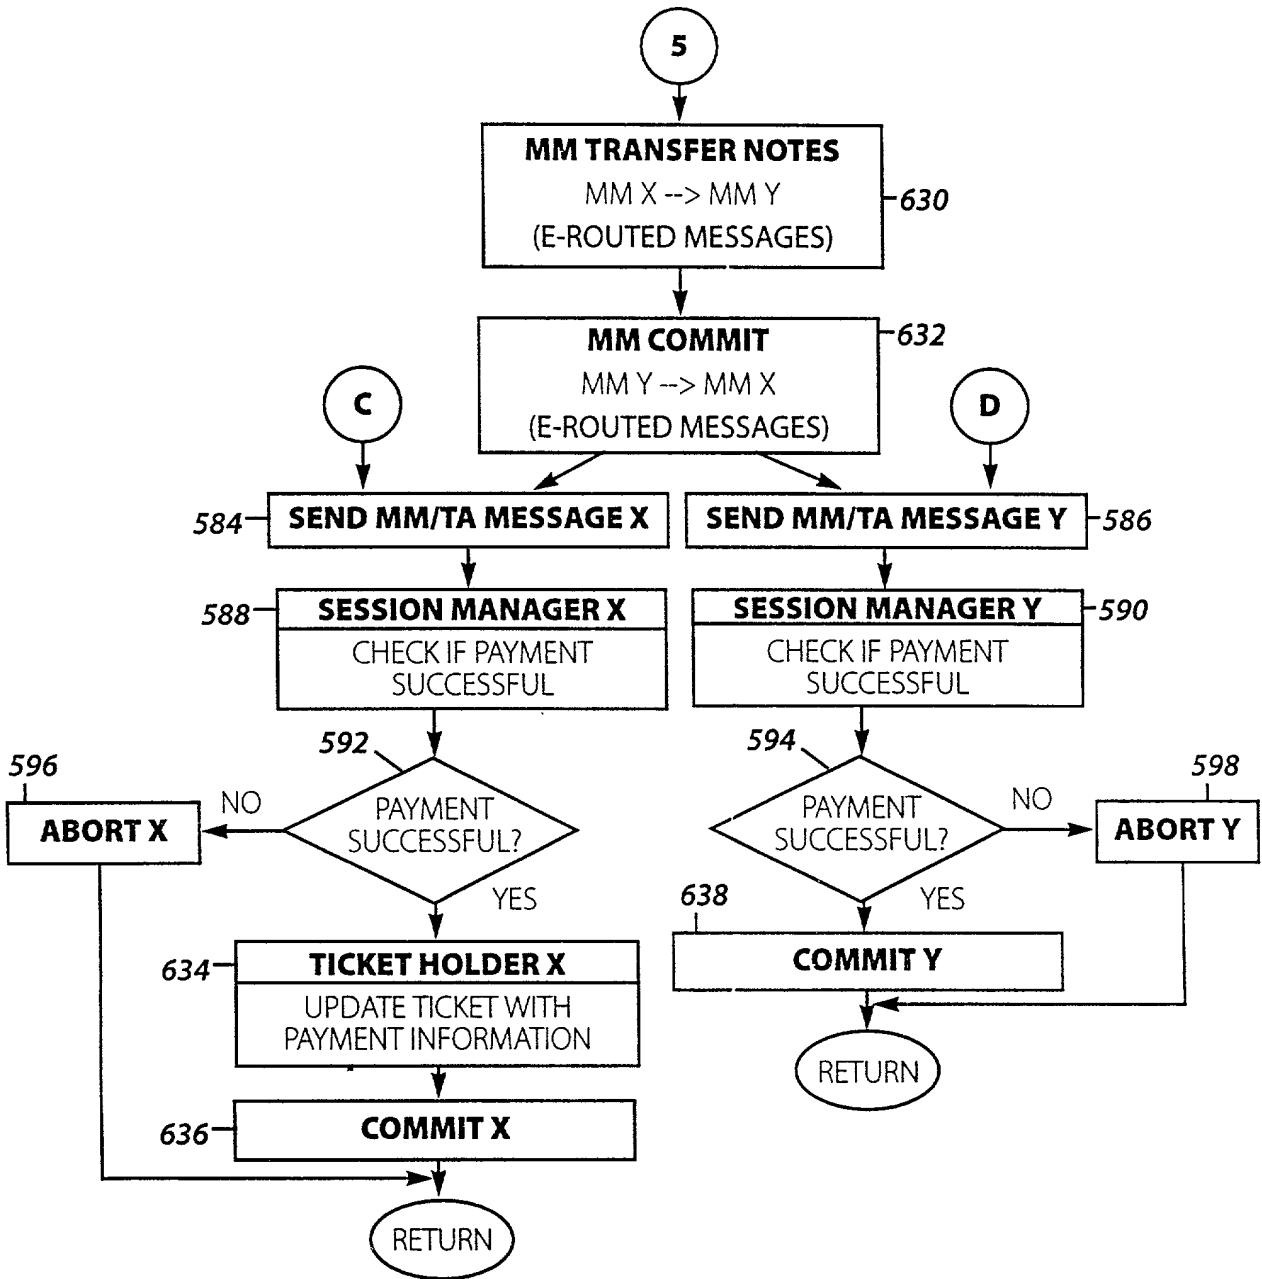 5
MM TRANSFER NOTES
MM X --> MM Y
(E-ROUTED MESSAGES)
630
MM COMMIT
MM Y --> MM X
(E-ROUTED MESSAGES)
632
C
D
584
SEND MM/TA MESSAGE X
SEND MM/TA MESSAGE Y
586
588
SESSION MANAGER X
CHECK IF PAYMENT
SUCCESSFUL
SESSION MANAGER Y
CHECK IF PAYMENT
SUCCESSFUL
590
592
PAYMENT
SUCCESSFUL?
NO
YES
596
ABORT X
594
PAYMENT
SUCCESSFUL?
NO
YES
598
ABORT Y
634
TICKET HOLDER X
UPDATE TICKET WITH
PAYMENT INFORMATION
638
COMMIT Y
RETURN
636
COMMIT X
RETURN